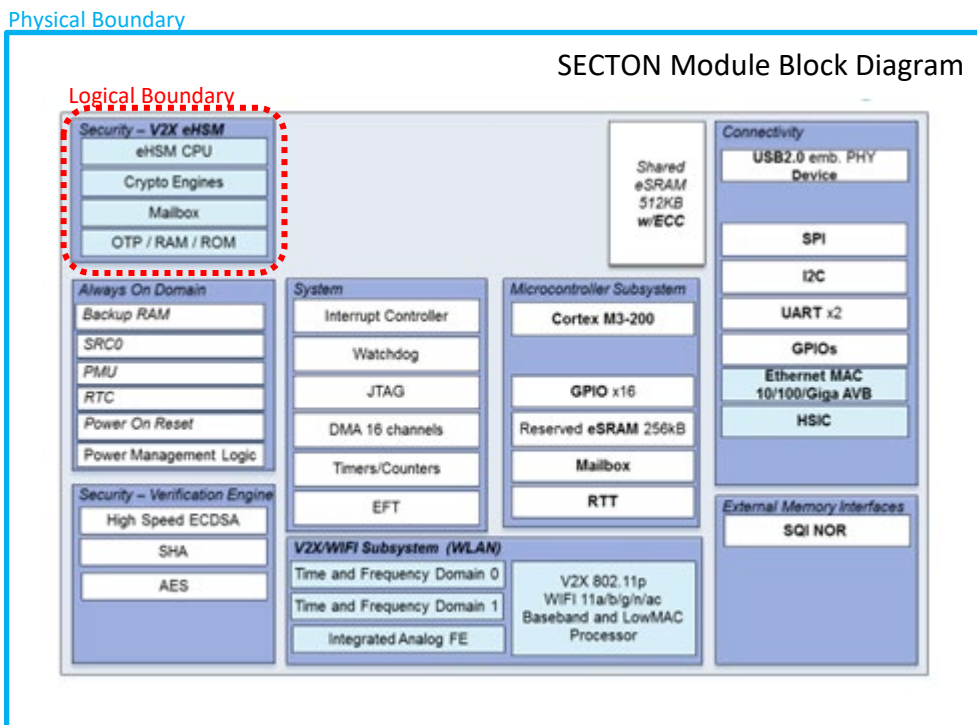 Physical Boundary
SECTON Module Block Diagram
Logical Boundary
Security – V2X eHSM
eHSM CPU
Crypto Engines
Mailbox
OTP / RAM / ROM
Shared
eSRAM
512KB
w/ECC
Connectivity
USB2.0 emb. PHY
Device
SPI
I2C
UART x2
GPIOs
Ethernet MAC
10/100/Giga AVB
HSIC
Always On Domain
Backup RAM
SRC0
PMU
RTC
Power On Reset
Power Management Logic
System
Interrupt Controller
Watchdog
JTAG
DMA 16 channels
Timers/Counters
EFT
Microcontroller Subsystem
Cortex M3-200
GPIO x16
Reserved eSRAM 256kB
Mailbox
RTT
Security – Verification Engine
High Speed ECDSA
SHA
AES
V2X/WIFI Subsystem (WLAN)
Time and Frequency Domain 0
Time and Frequency Domain 1
Integrated Analog FE
V2X 802.11p
WIFI 11a/b/g/n/ac
Baseband and LowMAC
Processor
External Memory Interfaces
SQI NOR